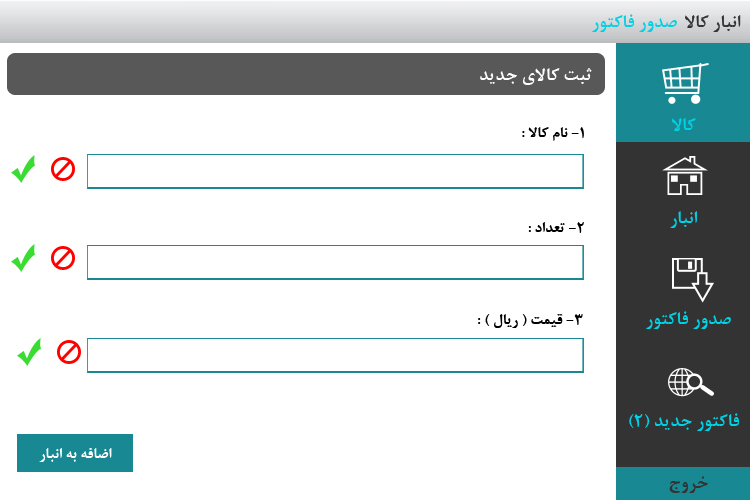 انبار کالا صدور فاکتور
کالا
انبار
صدور فاکتور
فاکتور جدید (۲)
خروج
ثبت کالای جدید
۱- نام کالا :
۲- تعداد :
۳- قیمت ( ریال ) :
اضافه به انبار